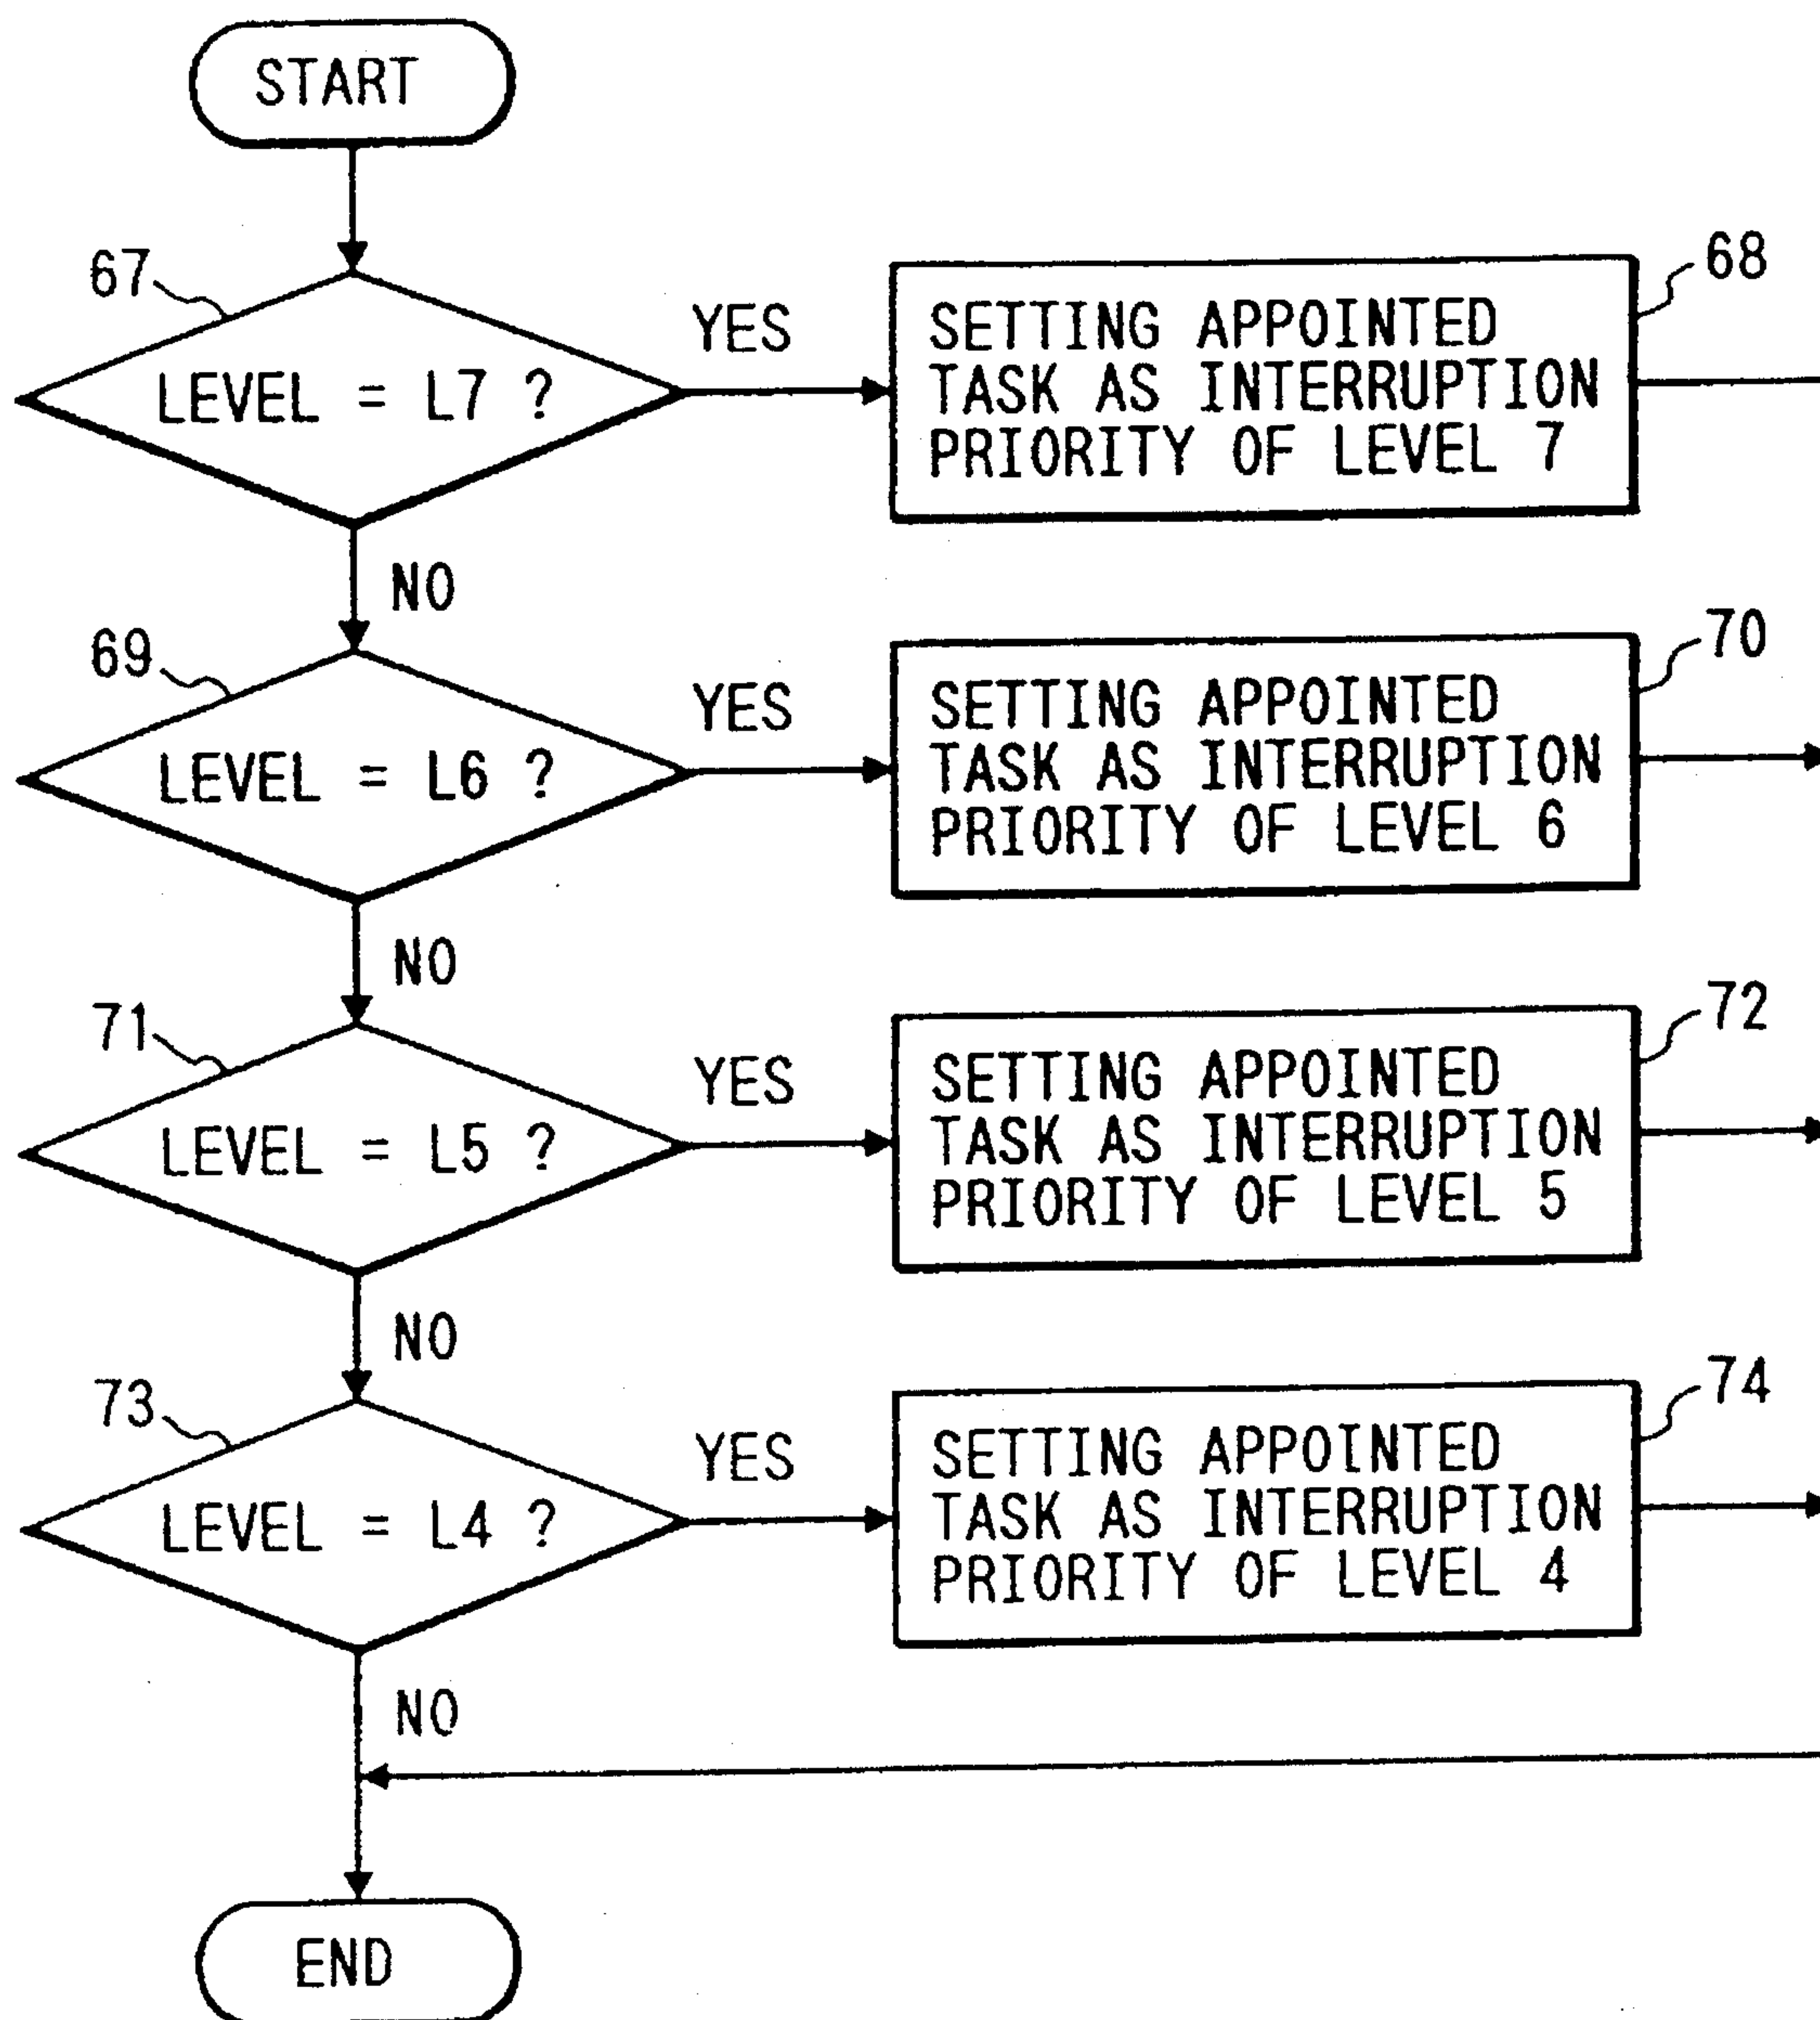 START
67
LEVEL = L7 ?
YES
SETTING APPOINTED
TASK AS INTERRUPTION
PRIORITY OF LEVEL 7
68
NO
69
LEVEL = L6 ?
YES
SETTING APPOINTED
TASK AS INTERRUPTION
PRIORITY OF LEVEL 6
70
NO
71
LEVEL = L5 ?
YES
SETTING APPOINTED
TASK AS INTERRUPTION
PRIORITY OF LEVEL 5
72
NO
73
LEVEL = L4 ?
YES
SETTING APPOINTED
TASK AS INTERRUPTION
PRIORITY OF LEVEL 4
74
NO
END